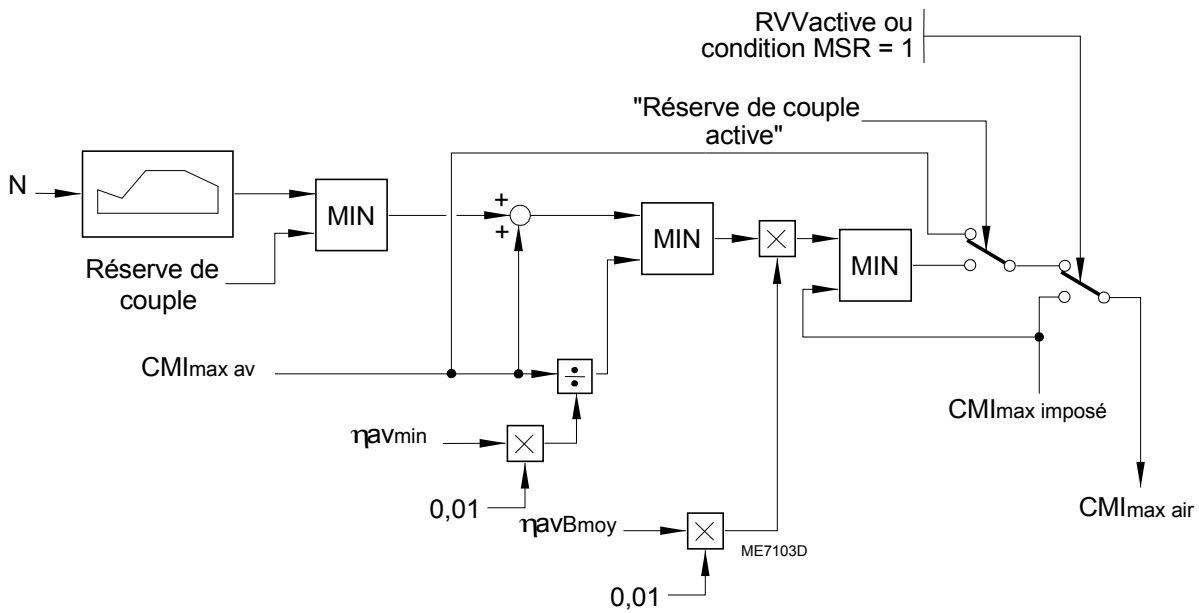 RVVactive ou
condition MSR = 1
"Réserve de couple
active"
N
MIN
+
+
MIN
×
MIN
Réserve de
couple
CMImax av
÷
CMImax imposé
ηavmin
×
0,01
CMImax air
ηavBmoy
×
ME7103D
0,01